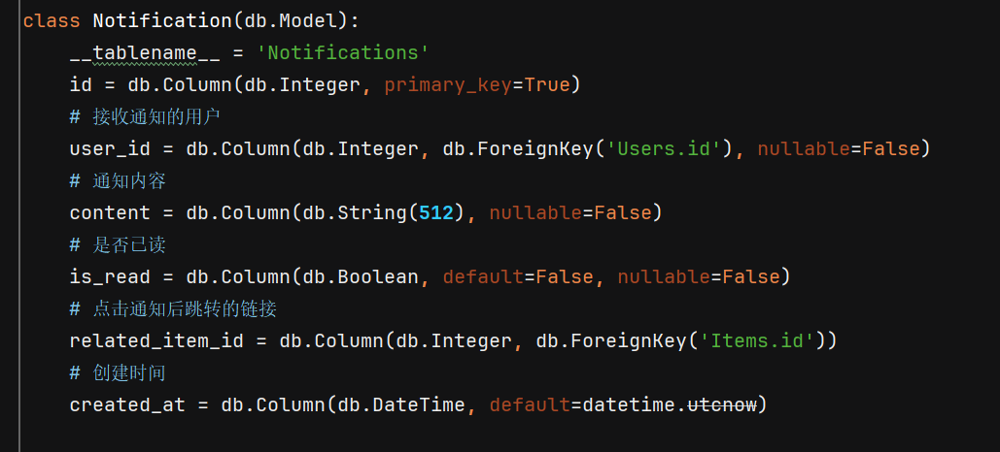 class Notification(db.Model):
    __tablename__ = 'Notifications'
    id = db.Column(db.Integer, primary_key=True)
    # 接收通知的用户
    user_id = db.Column(db.Integer, db.ForeignKey('Users.id'), nullable=False)
    # 通知内容
    content = db.Column(db.String(512), nullable=False)
    # 是否已读
    is_read = db.Column(db.Boolean, default=False, nullable=False)
    # 点击通知后跳转的链接
    related_item_id = db.Column(db.Integer, db.ForeignKey('Items.id'))
    # 创建时间
    created_at = db.Column(db.DateTime, default=datetime.utcnow)